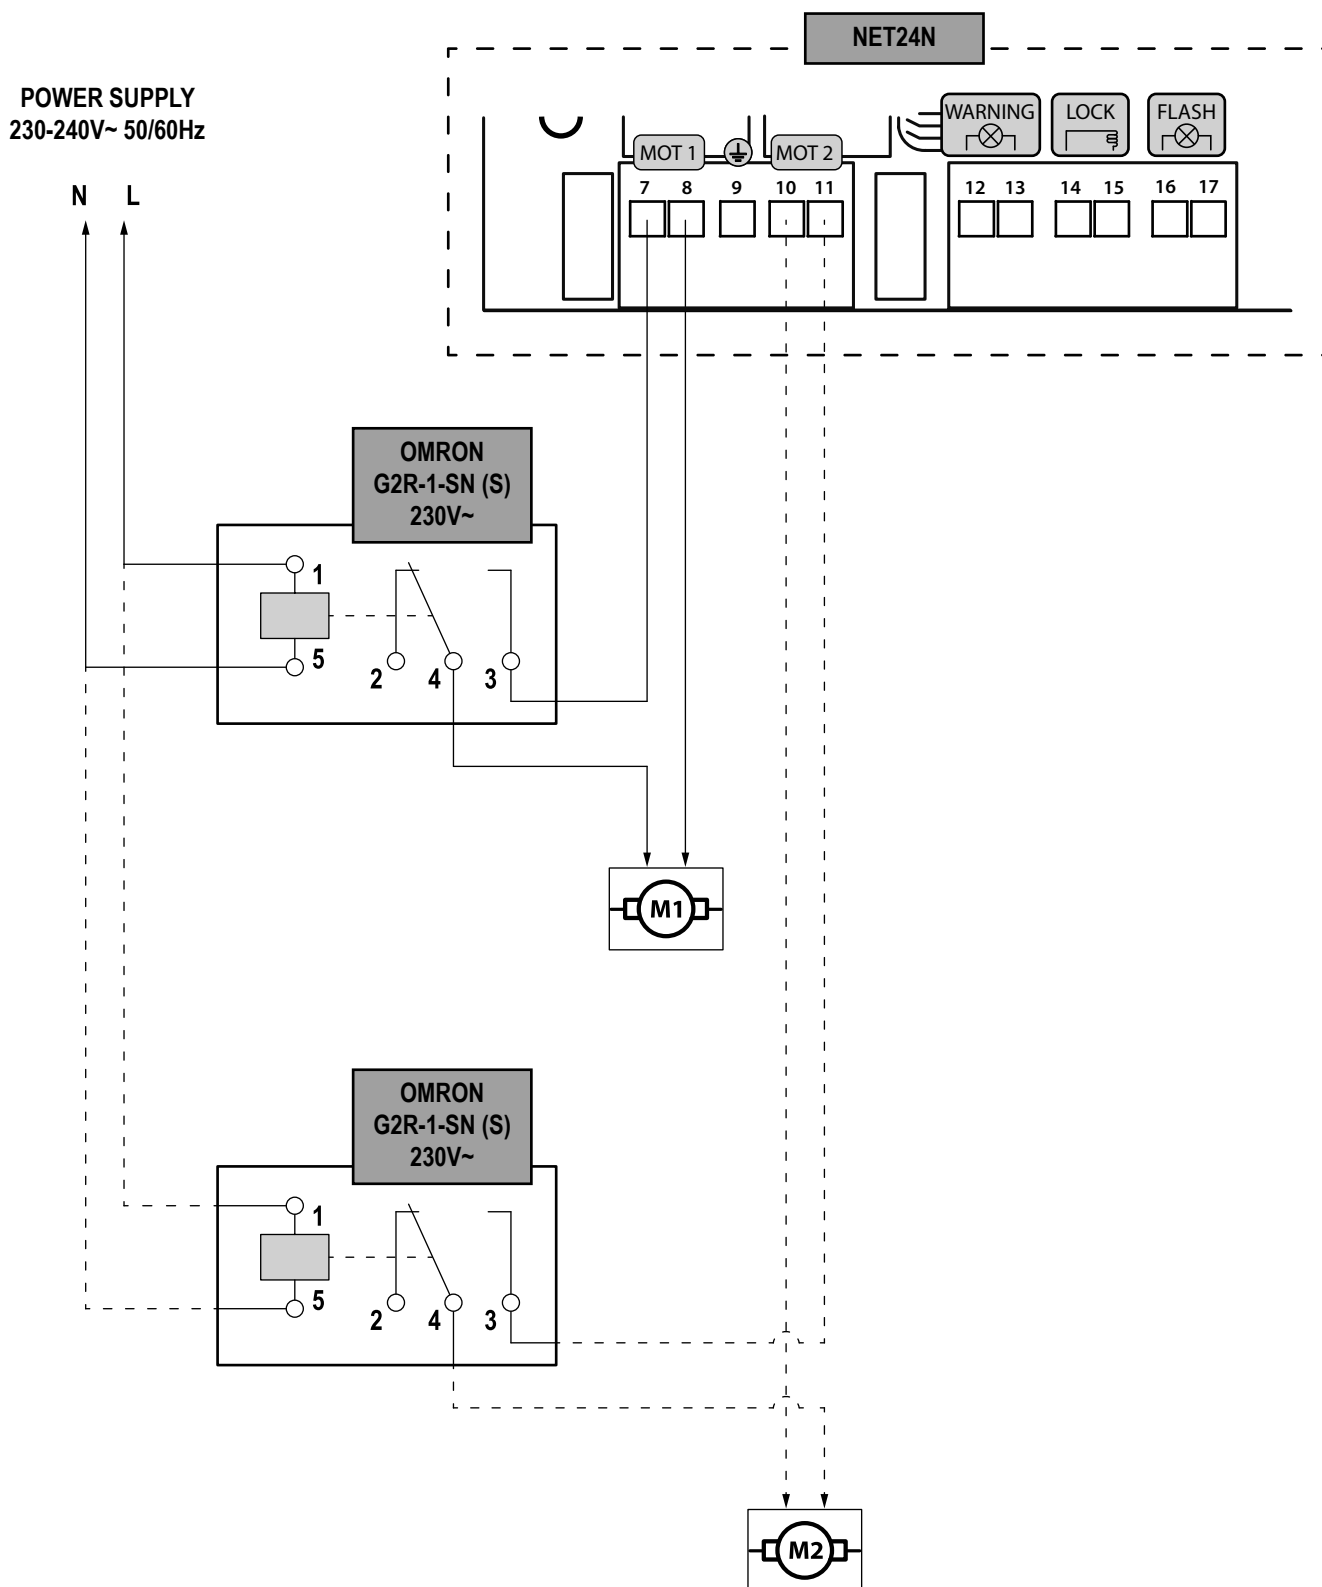 NET24N
POWER SUPPLY
230-240V~ 50/60Hz
N L
WARNING LOCK FLASH
MOT 1 MOT 2
7 8 9 10 11 12 13 14 15 16 17
OMRON
G2R-1-SN (S)
230V~
1
5
2 4 3
M1
OMRON
G2R-1-SN (S)
230V~
1
5
2 4 3
M2